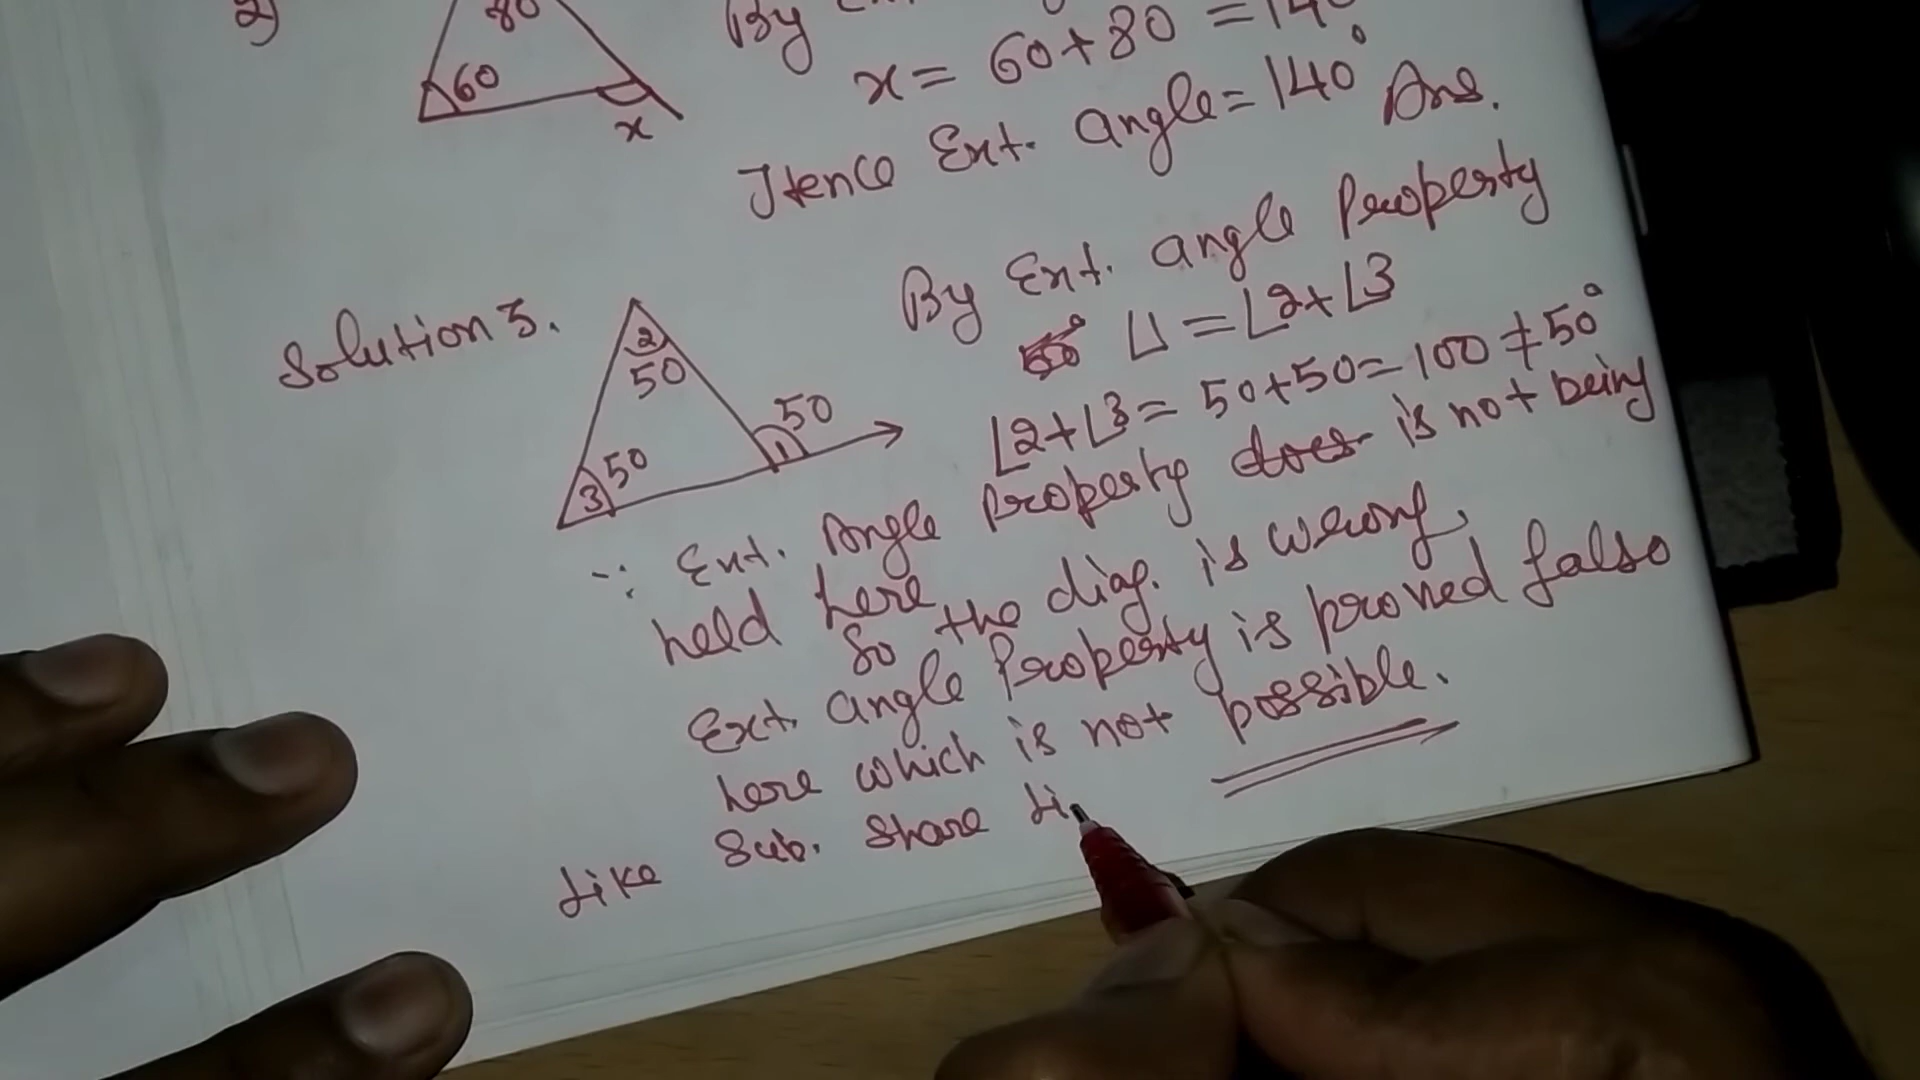 2)
80
60
x
By
x = 60+80 = 140°
Hence Ext. angle = 140° Ans.
Solution 3.
2
50
50
1
3
50
By Ext. angle Property
∠1 = ∠2+∠3
∠2+∠3 = 50+50 = 100 ≠ 50°
∵ Ext. Angle property does is not being
held here
So the diag. is wrong,
Ext. angle Property is proved false
here which is not possible.
Like Sub. Share Li